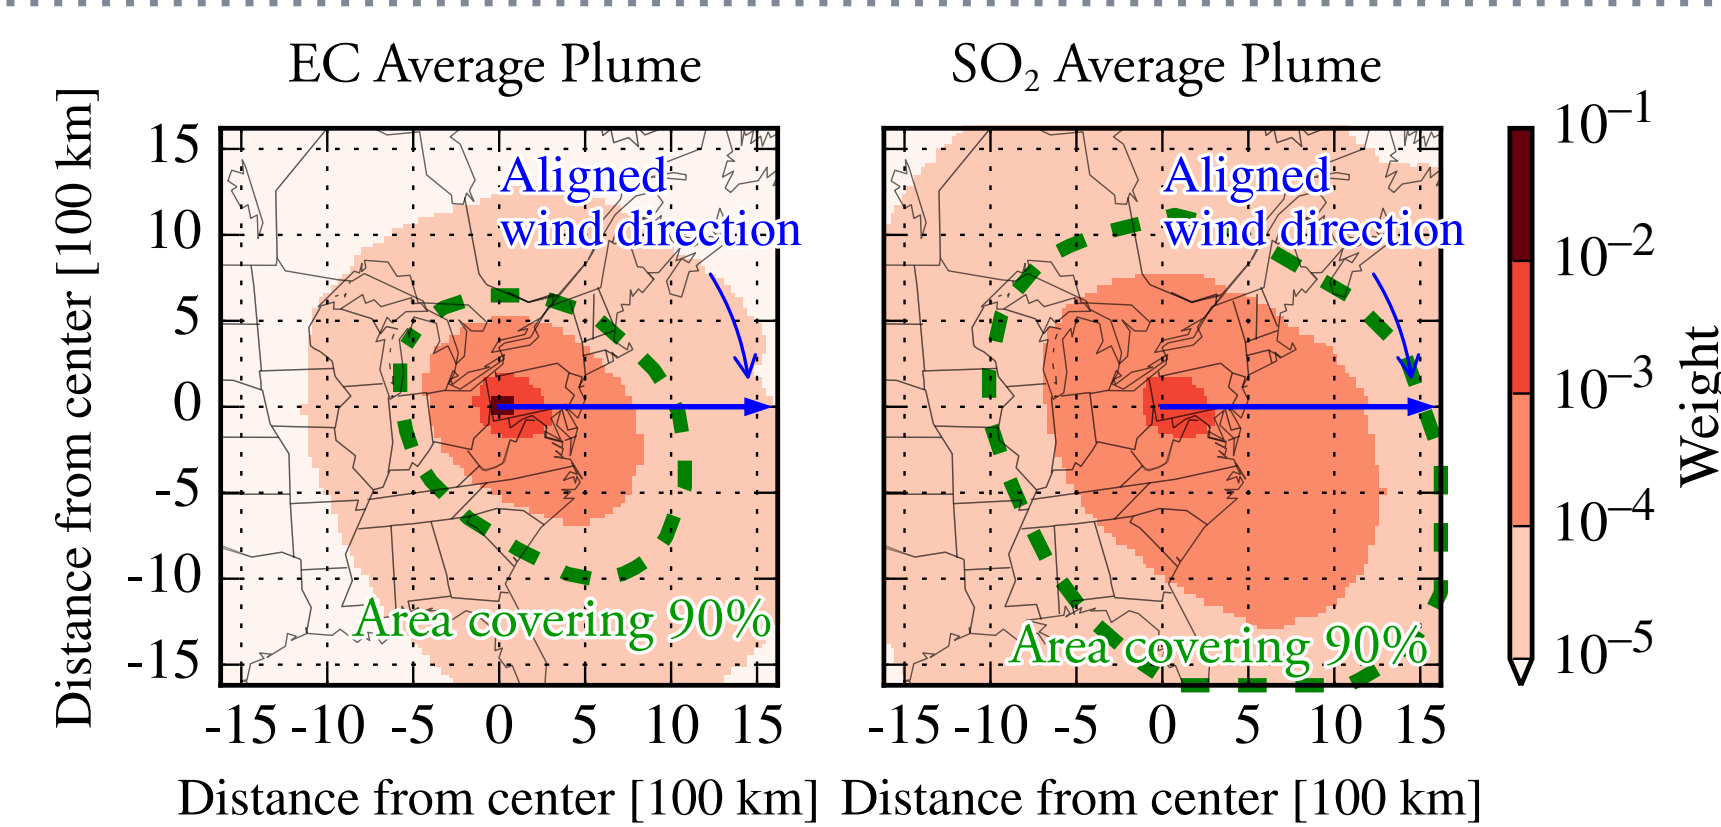 EC Average Plume
SO₂ Average Plume
Distance from center [100 km]
15
10
5
0
-5
-10
-15
Aligned
wind direction
Area covering 90%
-15 -10 -5 0 5 10 15
Distance from center [100 km]
Aligned
wind direction
Area covering 90%
-15 -10 -5 0 5 10 15
Distance from center [100 km]
10⁻¹
10⁻²
10⁻³
10⁻⁴
10⁻⁵
Weight